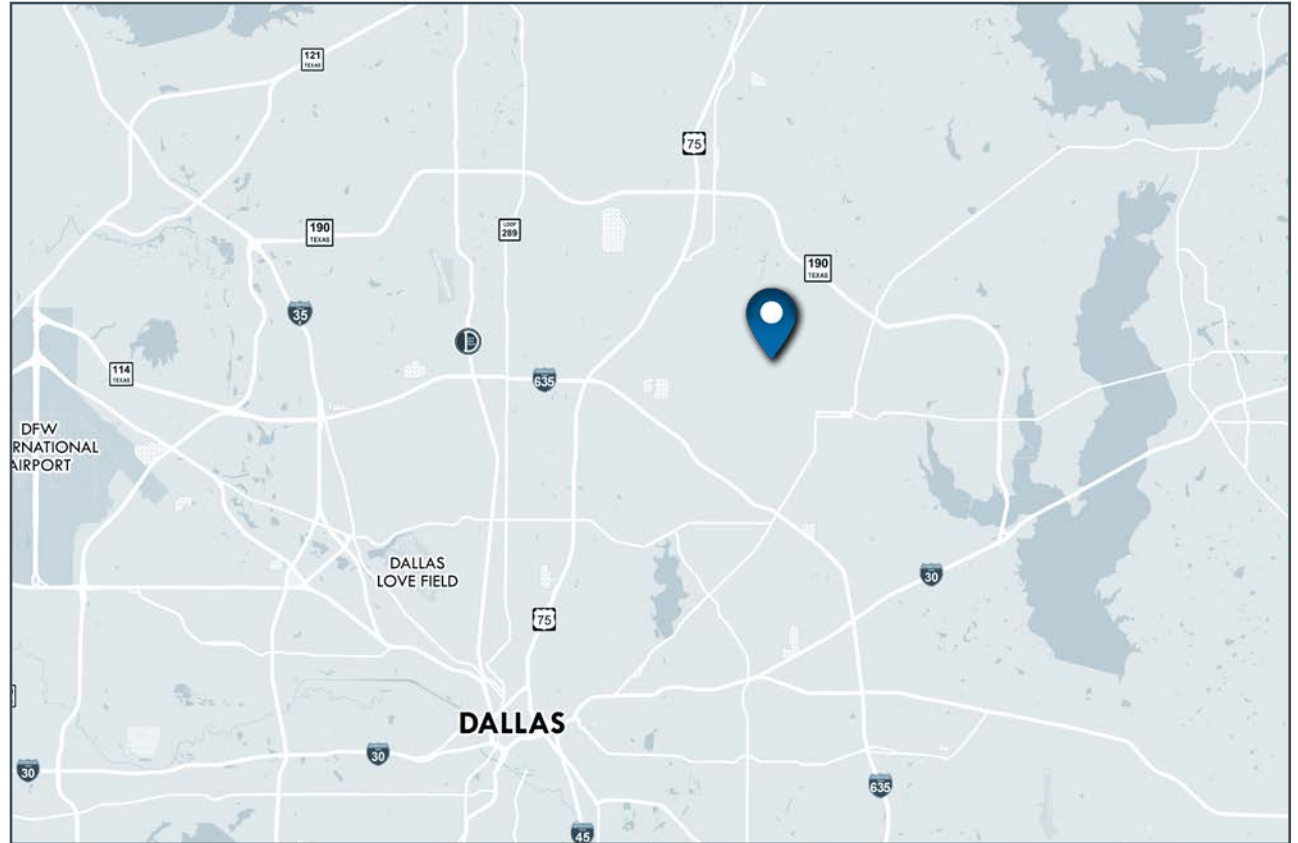 121
TEXAS
75
190
TEXAS
LOOP
289
190
TEXAS
35
114
TEXAS
635
DFW
RNATIONAL
AIRPORT
DALLAS
LOVE FIELD
30
75
DALLAS
30
30
635
45